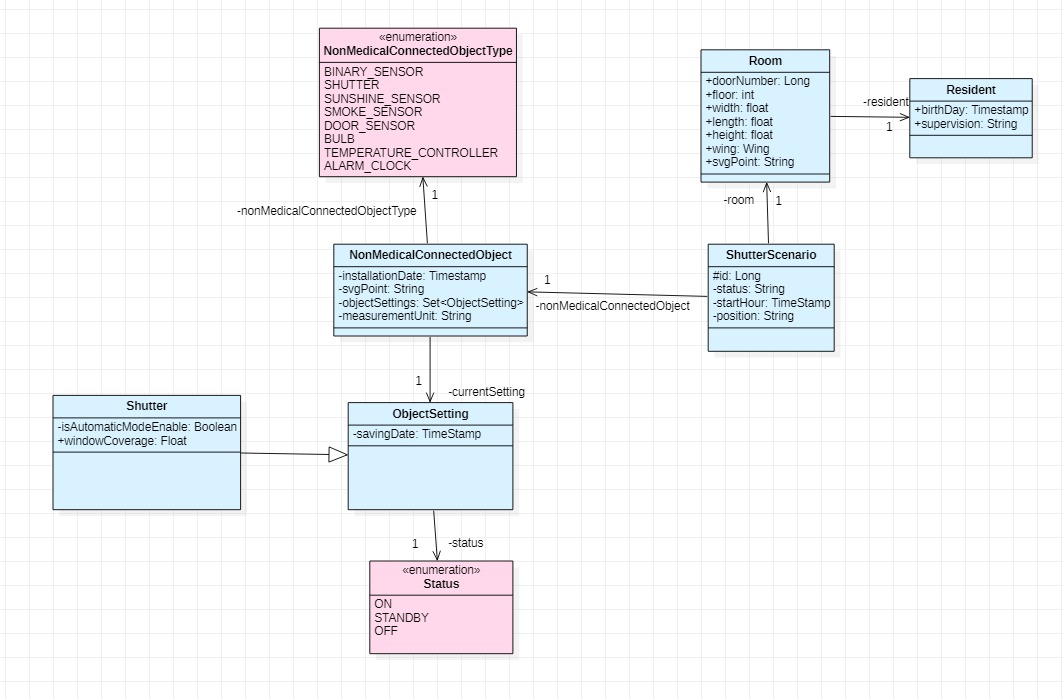 «enumeration»
NonMedicalConnectedObjectType
BINARY_SENSOR
SHUTTER
SUNSHINE_SENSOR
SMOKE_SENSOR
DOOR_SENSOR
BULB
TEMPERATURE_CONTROLLER
ALARM_CLOCK
Room
+doorNumber: Long
+floor: int
+width: float
+length: float
+height: float
+wing: Wing
+svgPoint: String
-resident
1
Resident
+birthDay: Timestamp
+supervision: String
1
-nonMedicalConnectedObjectType
-room
1
NonMedicalConnectedObject
-installationDate: Timestamp
-svgPoint: String
-objectSettings: Set<ObjectSetting>
-measurementUnit: String
1
-nonMedicalConnectedObject
ShutterScenario
#id: Long
-status: String
-startHour: TimeStamp
-position: String
1
-currentSetting
Shutter
-isAutomaticModeEnable: Boolean
+windowCoverage: Float
ObjectSetting
-savingDate: TimeStamp
1
-status
«enumeration»
Status
ON
STANDBY
OFF